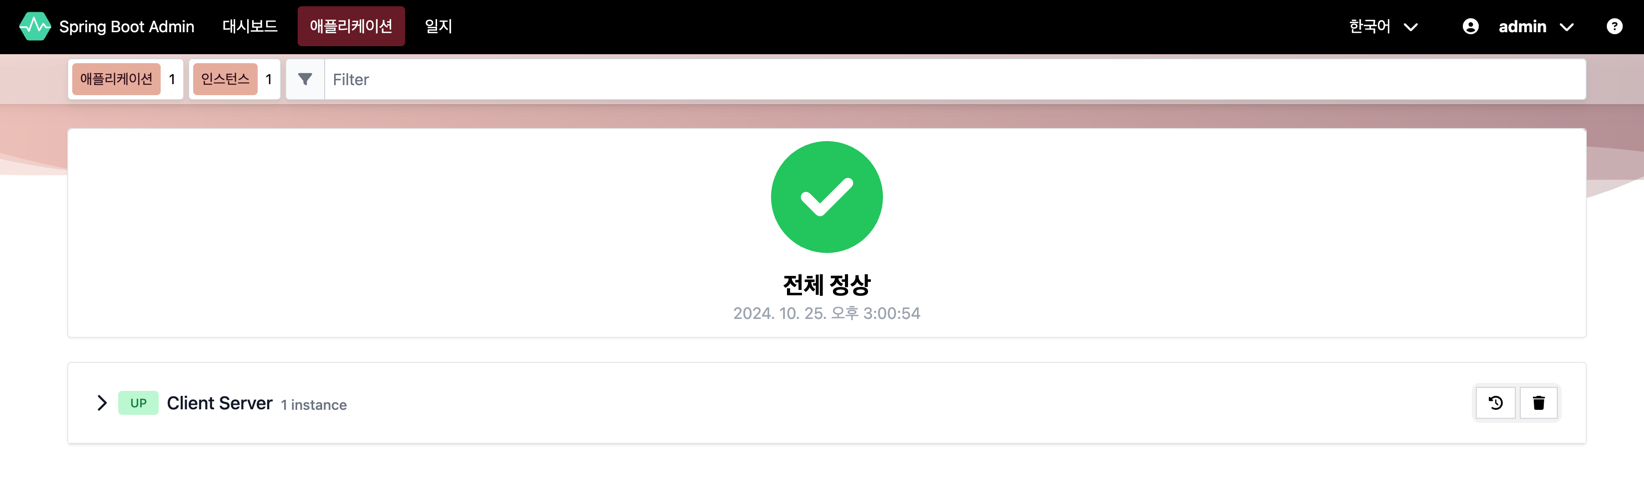 Spring Boot Admin 대시보드 애플리케이션 일지 한국어 admin ?
애플리케이션 1 인스턴스 1 Filter
전체 정상
2024. 10. 25. 오후 3:00:54
UP Client Server 1 instance